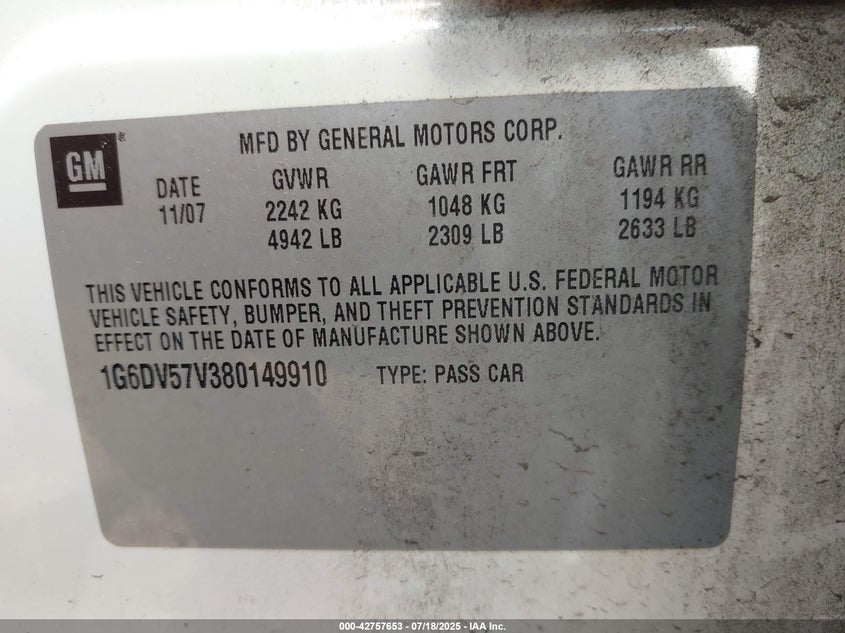 GM®
MFD BY GENERAL MOTORS CORP.
DATE GVWR GAWR FRT GAWR RR
11/07 2242 KG 1048 KG 1194 KG
4942 LB 2309 LB 2633 LB
THIS VEHICLE CONFORMS TO ALL APPLICABLE U.S. FEDERAL MOTOR
VEHICLE SAFETY, BUMPER, AND THEFT PREVENTION STANDARDS IN
EFFECT ON THE DATE OF MANUFACTURE SHOWN ABOVE.
1G6DV57V380149910 TYPE: PASS CAR
000-42757653 - 07/18/2025 - IAA Inc.